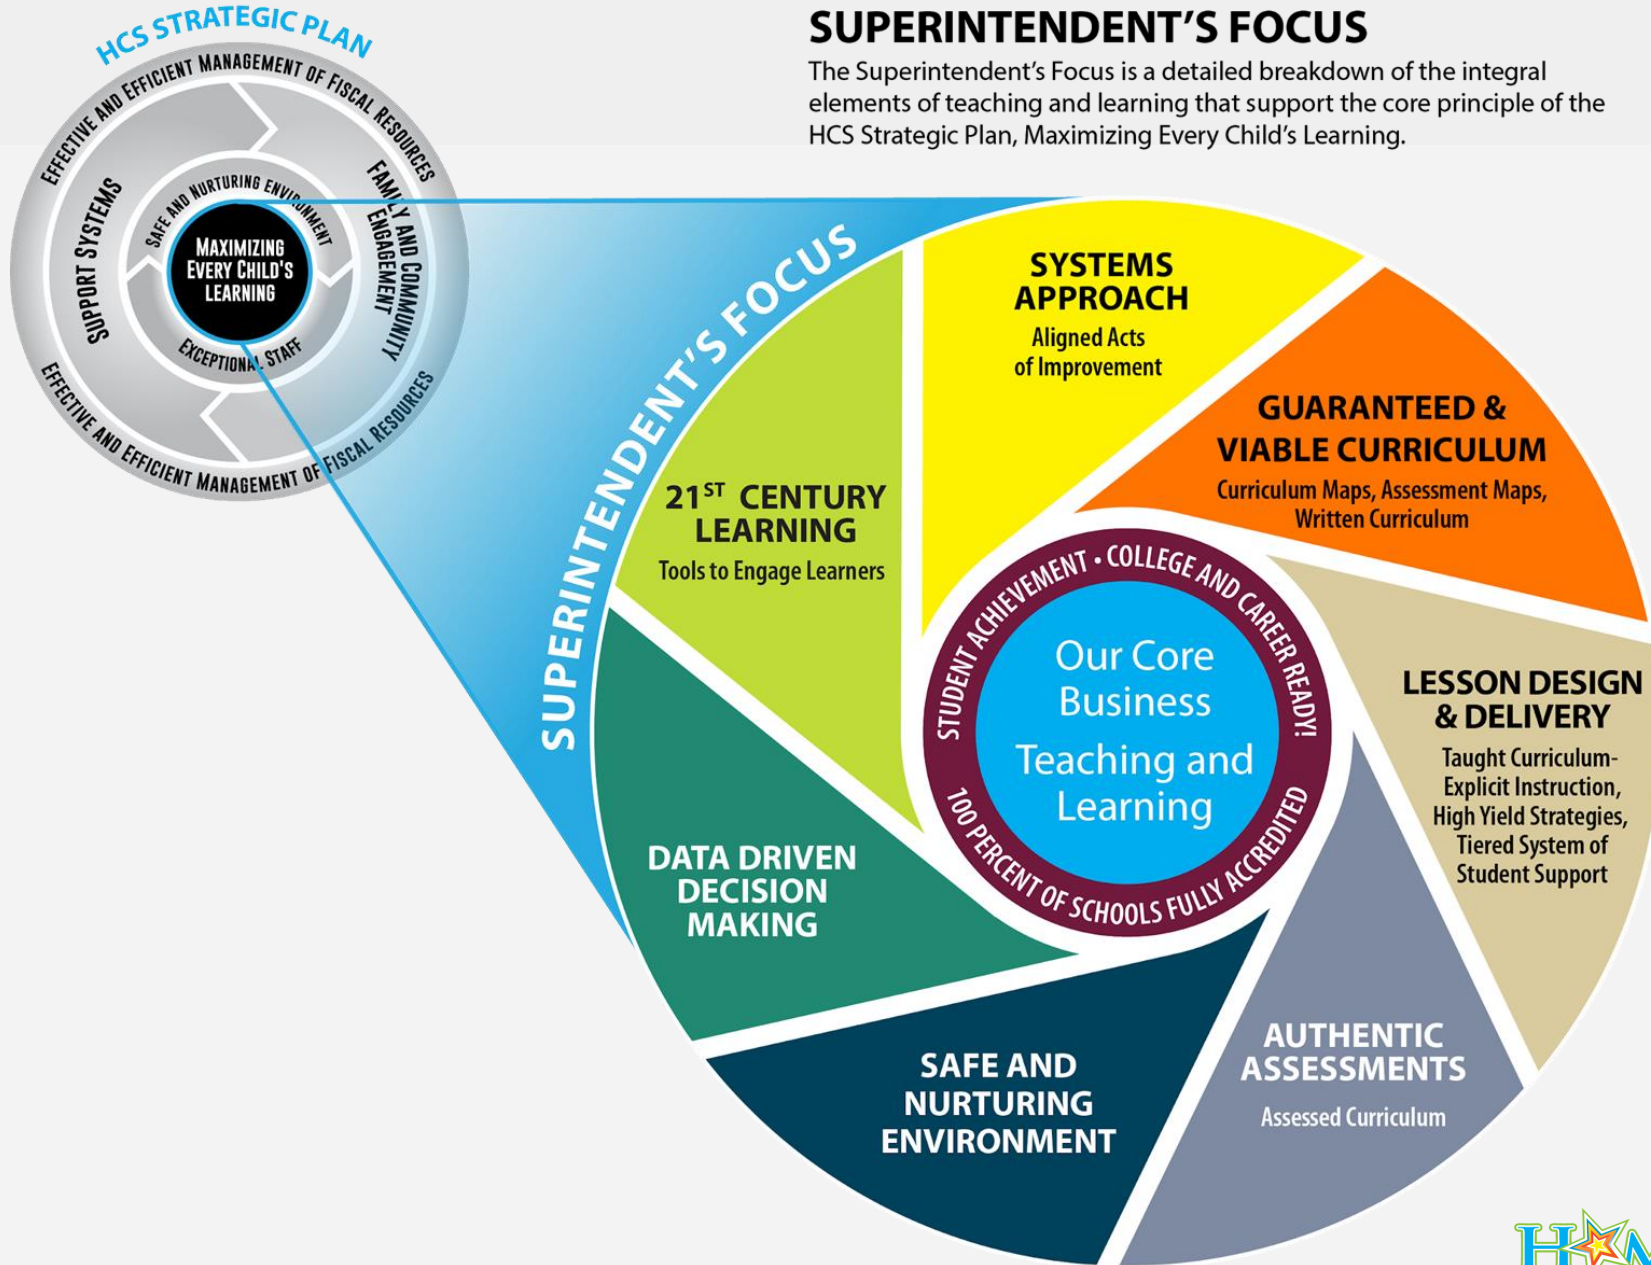 HCS STRATEGIC PLAN
EFFECTIVE AND EFFICIENT MANAGEMENT OF FISCAL RESOURCES
SUPPORT SYSTEMS
FAMILY AND COMMUNITY
ENGAGEMENT
SAFE AND NURTURING ENVIRONMENT
MAXIMIZING
EVERY CHILD'S
LEARNING
EXCEPTIONAL STAFF
EFFECTIVE AND EFFICIENT MANAGEMENT OF FISCAL RESOURCES
SUPERINTENDENT'S FOCUS
The Superintendent's Focus is a detailed breakdown of the integral
elements of teaching and learning that support the core principle of the
HCS Strategic Plan, Maximizing Every Child's Learning.
SUPERINTENDENT'S FOCUS
SYSTEMS
APPROACH
Aligned Acts
of Improvement
GUARANTEED &
VIABLE CURRICULUM
Curriculum Maps, Assessment Maps,
Written Curriculum
LESSON DESIGN
& DELIVERY
Taught Curriculum-
Explicit Instruction,
High Yield Strategies,
Tiered System of
Student Support
AUTHENTIC
ASSESSMENTS
Assessed Curriculum
SAFE AND
NURTURING
ENVIRONMENT
DATA DRIVEN
DECISION
MAKING
21ST CENTURY
LEARNING
Tools to Engage Learners
STUDENT ACHIEVEMENT • COLLEGE AND CAREER READY!
100 PERCENT OF SCHOOLS FULLY ACCREDITED
Our Core
Business
Teaching and
Learning